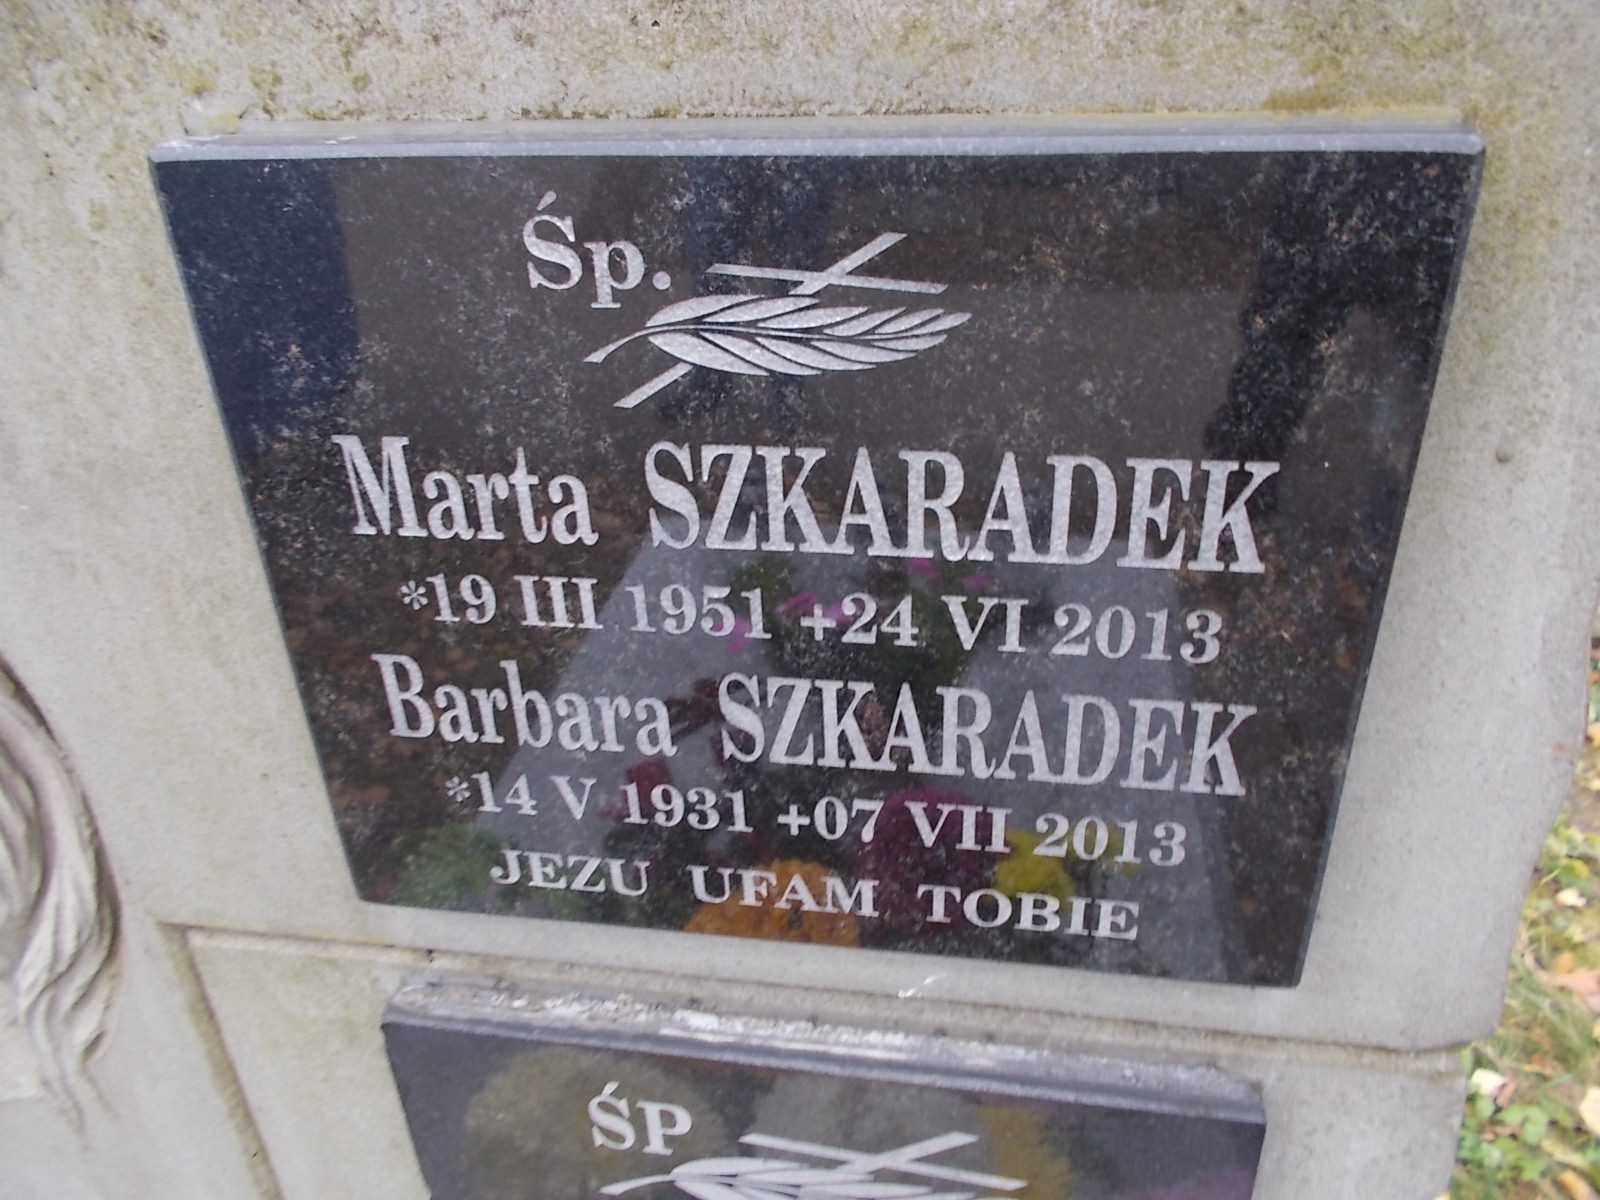 Śp.
Marta SZKARADEK
*19 III 1951 +24 VI 2013
Barbara SZKARADEK
*14 V 1931 +07 VII 2013
JEZU UFAM TOBIE
ŚP